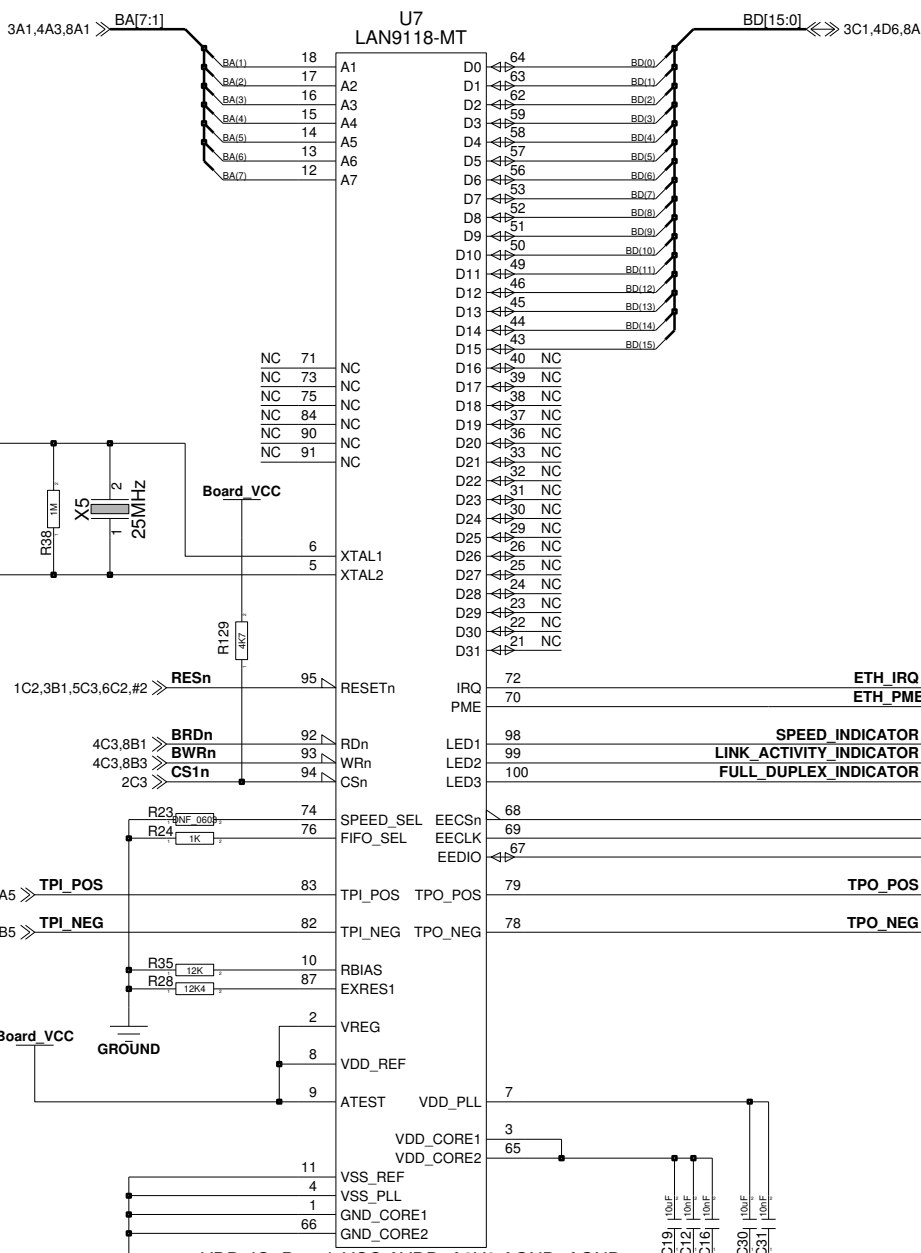 U7
LAN9118-MT
3A1,4A3,8A1 BA[7:1]
BD[15:0] 3C1,4D6,8A
BA(1) 18 A1 D0 64 BD(0)
BA(2) 17 A2 D1 63 BD(1)
BA(3) 16 A3 D2 62 BD(2)
BA(4) 15 A4 D3 59 BD(3)
BA(5) 14 A5 D4 58 BD(4)
BA(6) 13 A6 D5 57 BD(5)
BA(7) 12 A7 D6 56 BD(6)
D7 53 BD(7)
D8 52 BD(8)
D9 51 BD(9)
D10 50 BD(10)
D11 49 BD(11)
D12 46 BD(12)
D13 45 BD(13)
D14 44 BD(14)
D15 43 BD(15)
NC 71 NC D16 40 NC
NC 73 NC D17 39 NC
NC 75 NC D18 38 NC
NC 84 NC D19 37 NC
NC 90 NC D20 36 NC
NC 91 NC D21 33 NC
D22 32 NC
D23 31 NC
D24 30 NC
D25 29 NC
D26 26 NC
D27 25 NC
D28 24 NC
D29 23 NC
D30 22 NC
D31 21 NC
R38 1M
X5 25MHz
2
1
Board_VCC
6 XTAL1
5 XTAL2
R129 4K7
1C2,3B1,5C3,6C2,#2 RESn 95 RESETn IRQ 72 ETH_IRQ
PME 70 ETH_PME
4C3,8B1 BRDn 92 RDn LED1 98 SPEED_INDICATOR
4C3,8B3 BWRn 93 WRn LED2 99 LINK_ACTIVITY_INDICATOR
2C3 CS1n 94 CSn LED3 100 FULL_DUPLEX_INDICATOR
R23 DNF_0603 74 SPEED_SEL EECSn 68
R24 1K 76 FIFO_SEL EECLK 69
EEDIO 67
A5 TPI_POS 83 TPI_POS TPO_POS 79 TPO_POS
B5 TPI_NEG 82 TPI_NEG TPO_NEG 78 TPO_NEG
R35 12K 10 RBIAS
R28 12K4 87 EXRES1
2 VREG
Board_VCC
GROUND
8 VDD_REF
9 ATEST VDD_PLL 7
VDD_CORE1 3
VDD_CORE2 65
11 VSS_REF
4 VSS_PLL
1 GND_CORE1
66 GND_CORE2
C19 10uF
C12 10nF
C16 10nF
C30 10uF
C31 10nF